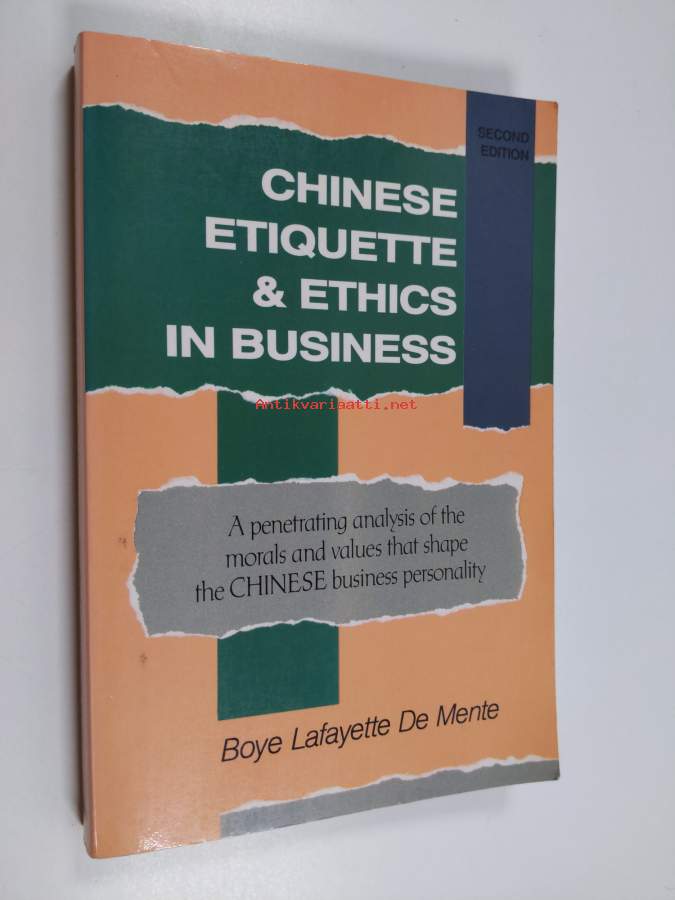 SECOND
EDITION
CHINESE
ETIQUETTE
& ETHICS
IN BUSINESS
Antikvariaatti.net
A penetrating analysis of the
morals and values that shape
the CHINESE business personality
Boye Lafayette De Mente